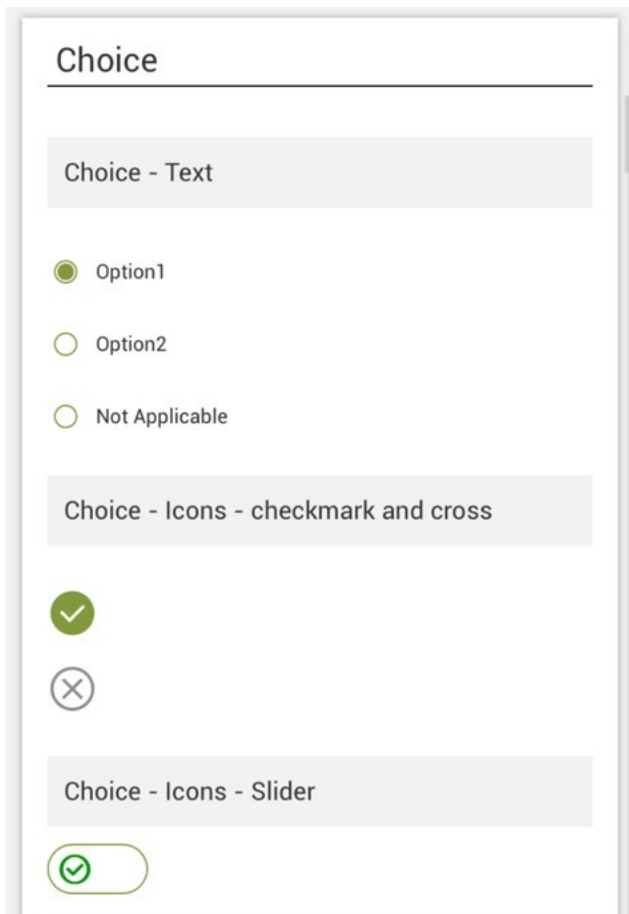 Choice
Choice - Text
Option1
Option2
Not Applicable
Choice - Icons - checkmark and cross
Choice - Icons - Slider